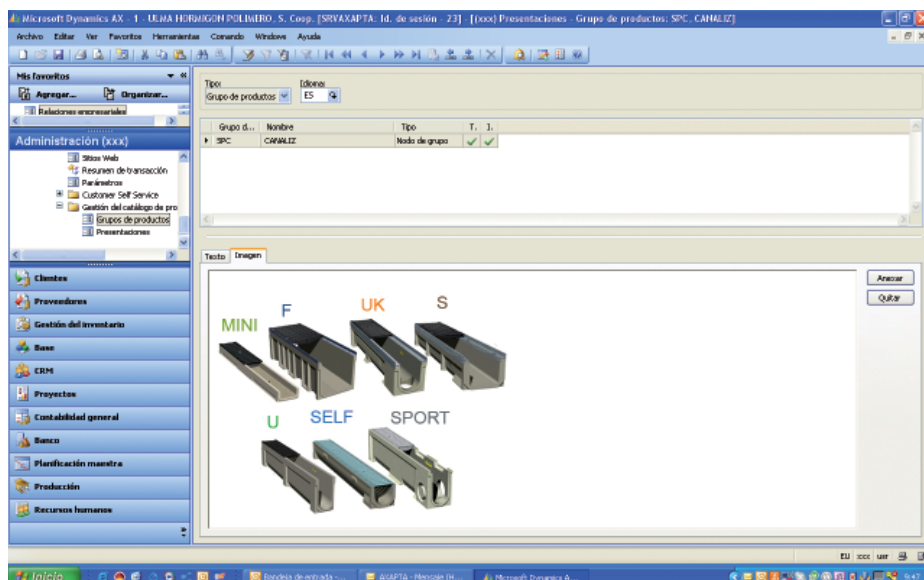 Microsoft Dynamics AX - 1 - ULMA HORMIGON POLIMERO, S. Coop. [SRVAXAPTA: Id. de sesión - 23] - [(xxx) Presentaciones - Grupo de productos: SPC, CANALIZ]
Archivo Editar Ver Favoritos Herramientas Comando Windows Ayuda
Mis favoritos
Agregar... Organizar...
Relaciones empresariales
Administración (xxx)
Sitios Web
Resumen de transacción
Parámetros
Customer Self Service
Gestión del catálogo de pro
Grupos de productos
Presentaciones
Clientes
Proveedores
Gestión del inventario
Base
CRM
Proyectos
Contabilidad general
Banco
Planificación maestra
Producción
Recursos humanos
Tipo: Idioma:
Grupo de productos ES
Grupo d... Nombre Tipo T. I.
SPC CANALIZ Nodo de grupo
Texto Imagen
Anexar
Quitar
MINI F UK S
U SELF SPORT
EU xxx usr
Inicio Bandeja de entrada -... AXAPTA - Mensaje (H... Microsoft Dynamics A... 9:47